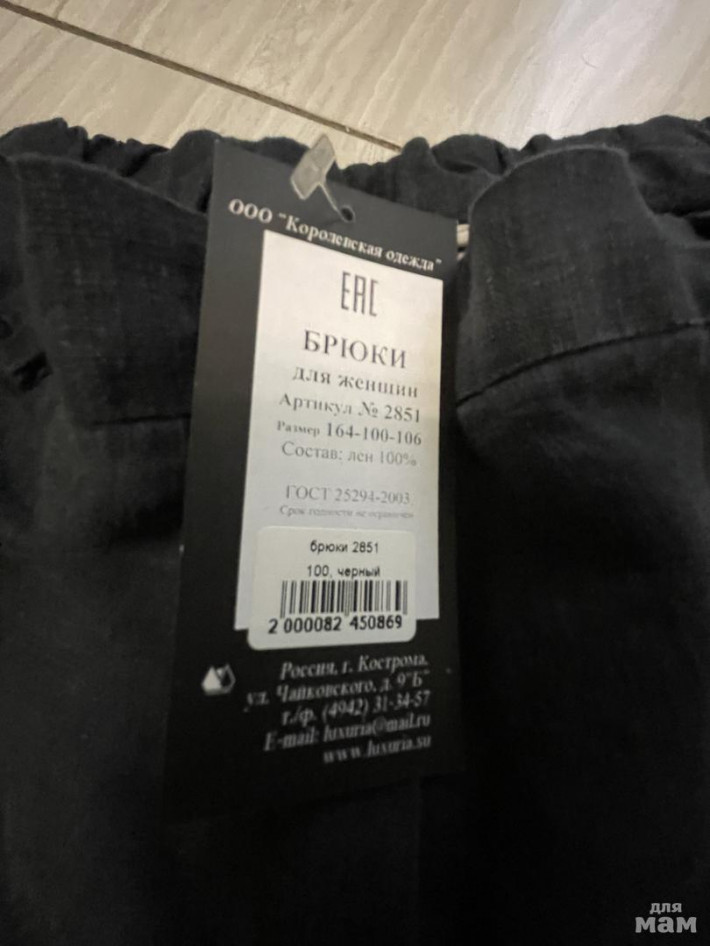 ООО "Королевская одежда"
ЕАС
БРЮКИ
для женщин
Артикул № 2851
Размер 164-100-106
Состав: лен 100%
ГОСТ 25294-2003
Срок годности не ограничен
брюки 2851
100, черный
2 000082 450869
Россия, г. Кострома,
ул. Чайковского, д. 9"Б"
т./ф. (4942) 31-34-57
E-mail: luxuria@mail.ru
www.luxuria.su
для
мам